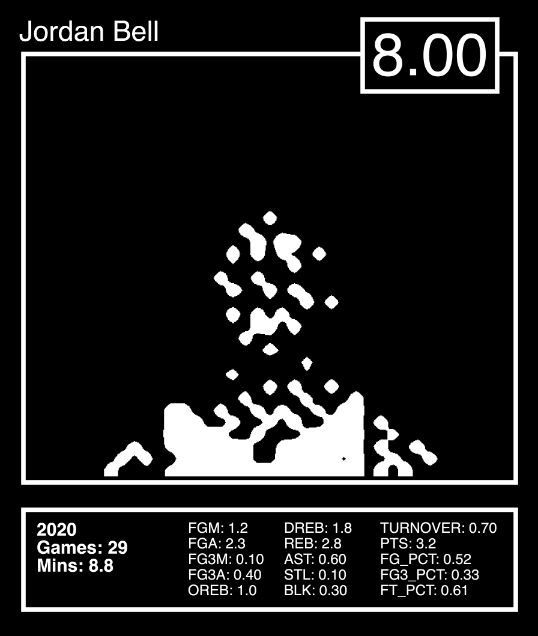 Jordan Bell
8.00
2020
Games: 29
Mins: 8.8
FGM: 1.2
FGA: 2.3
FG3M: 0.10
FG3A: 0.40
OREB: 1.0
DREB: 1.8
REB: 2.8
AST: 0.60
STL: 0.10
BLK: 0.30
TURNOVER: 0.70
PTS: 3.2
FG_PCT: 0.52
FG3_PCT: 0.33
FT_PCT: 0.61